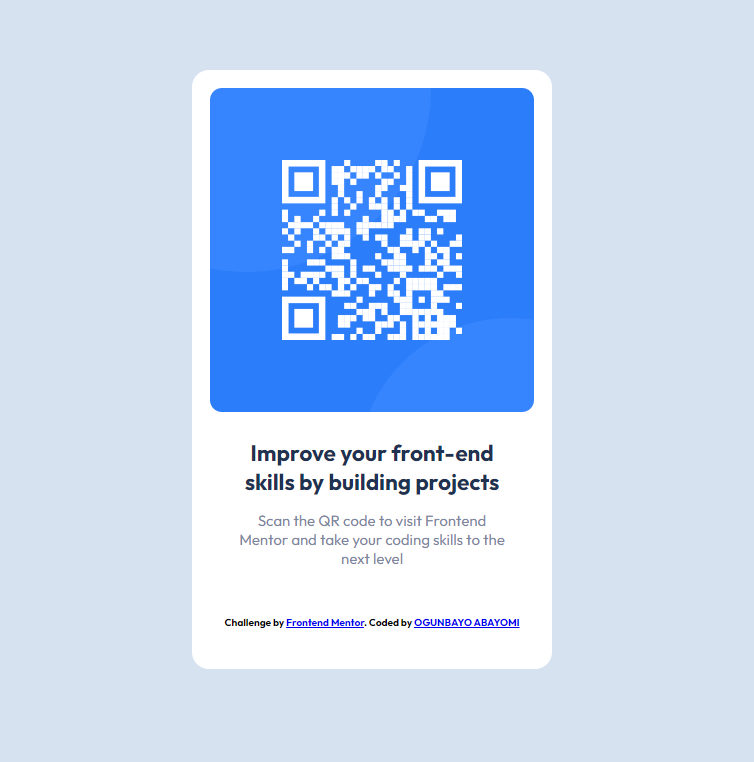 Improve your front-end
skills by building projects
Scan the QR code to visit Frontend
Mentor and take your coding skills to the
next level
Challenge by Frontend Mentor. Coded by OGUNBAYO ABAYOMI